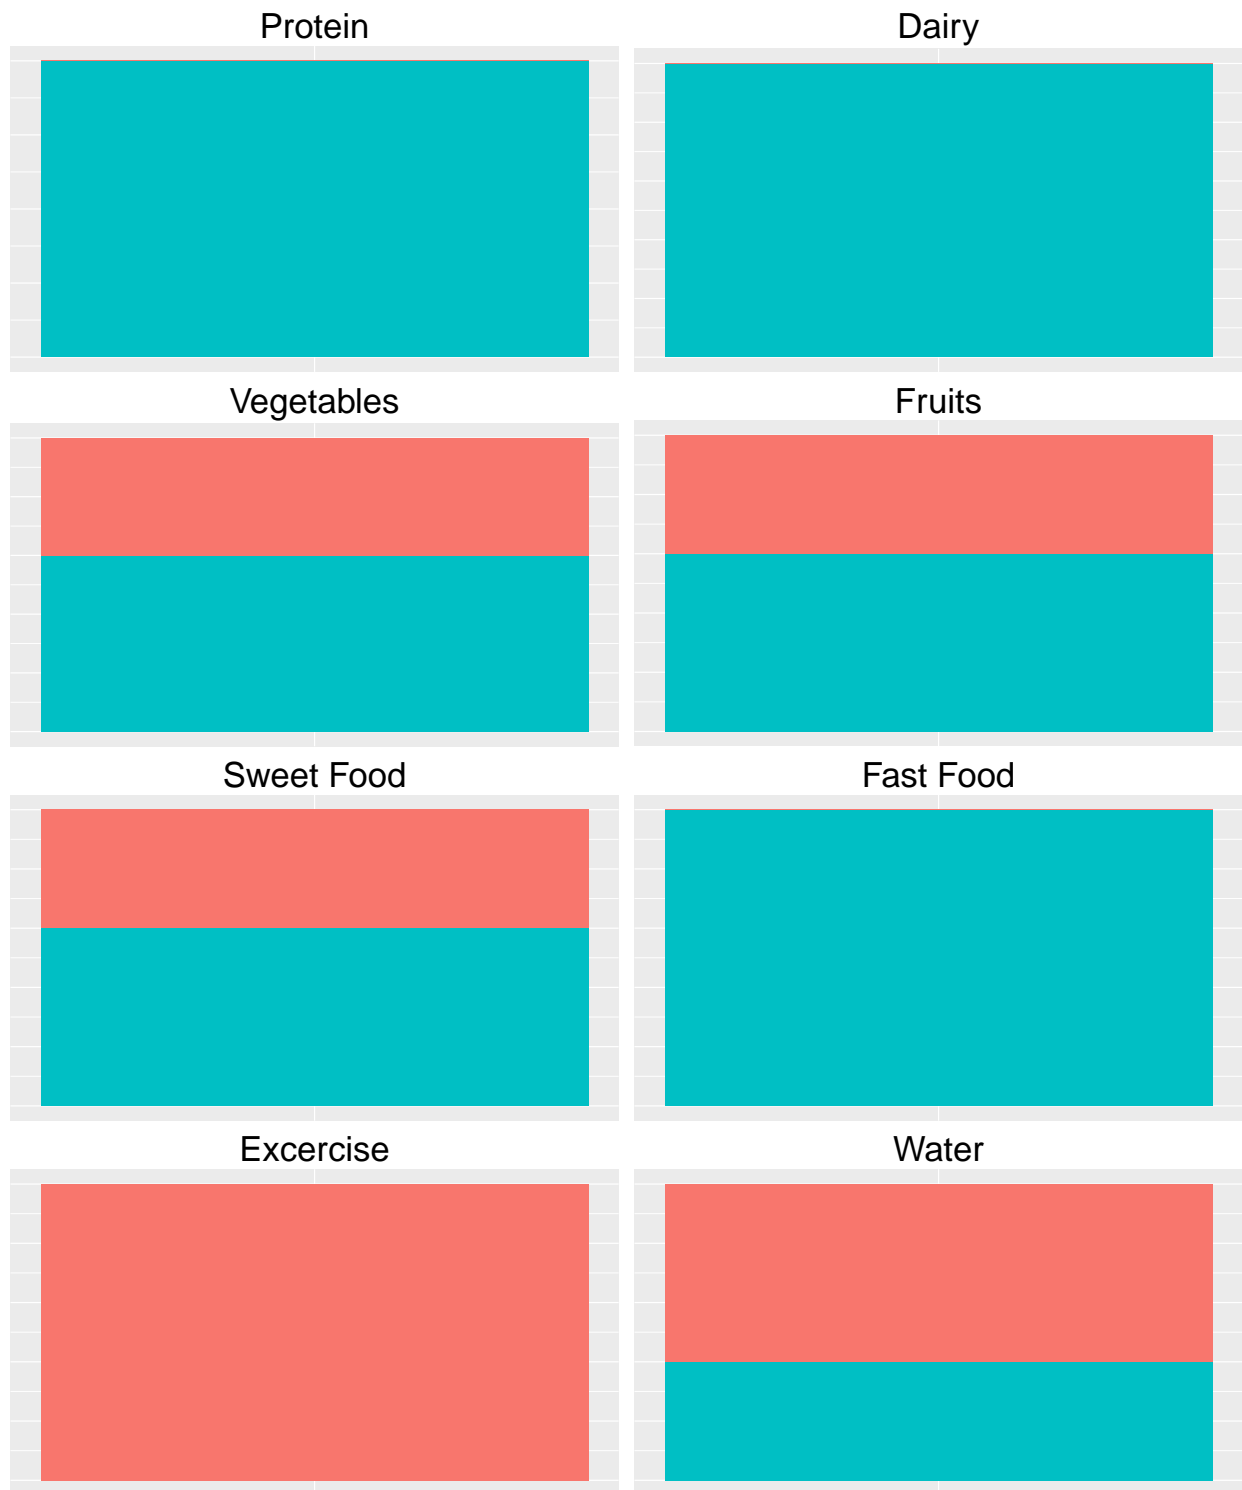 Protein
Dairy
Vegetables
Fruits
Sweet Food
Fast Food
Excercise
Water